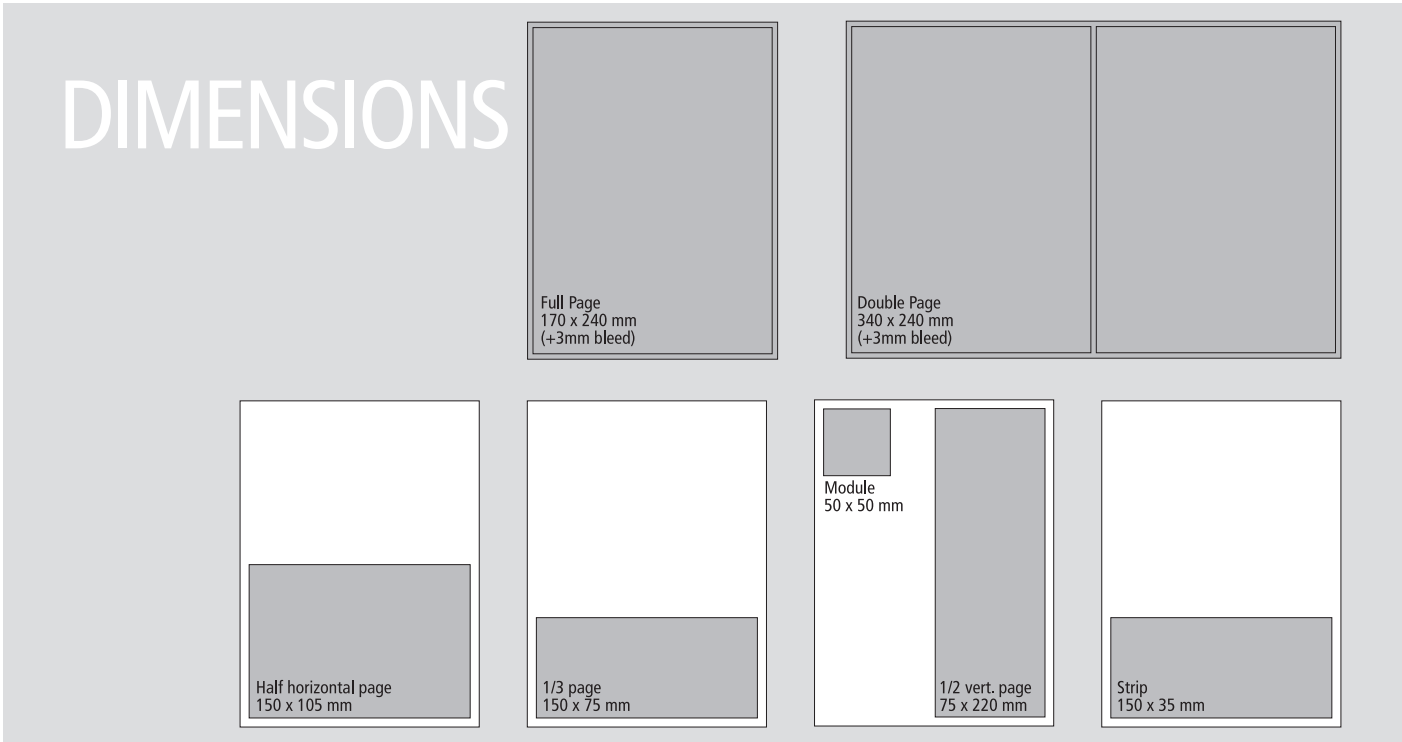 DIMENSIONS
Full Page
170 x 240 mm
(+3mm bleed)
Double Page
340 x 240 mm
(+3mm bleed)
Half horizontal page
150 x 105 mm
1/3 page
150 x 75 mm
Module
50 x 50 mm
1/2 vert. page
75 x 220 mm
Strip
150 x 35 mm